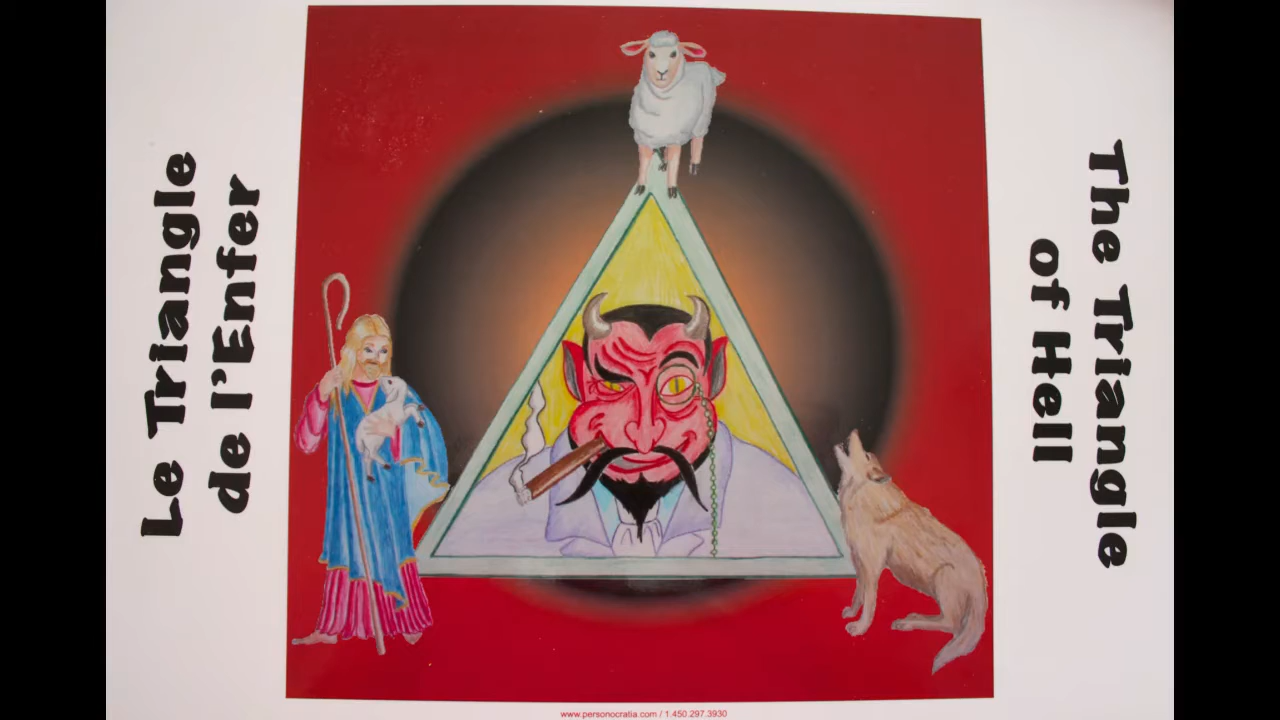 Le Triangle
de l'Enfer
The Triangle
of Hell
www.personocratia.com / 1.450.297.3930